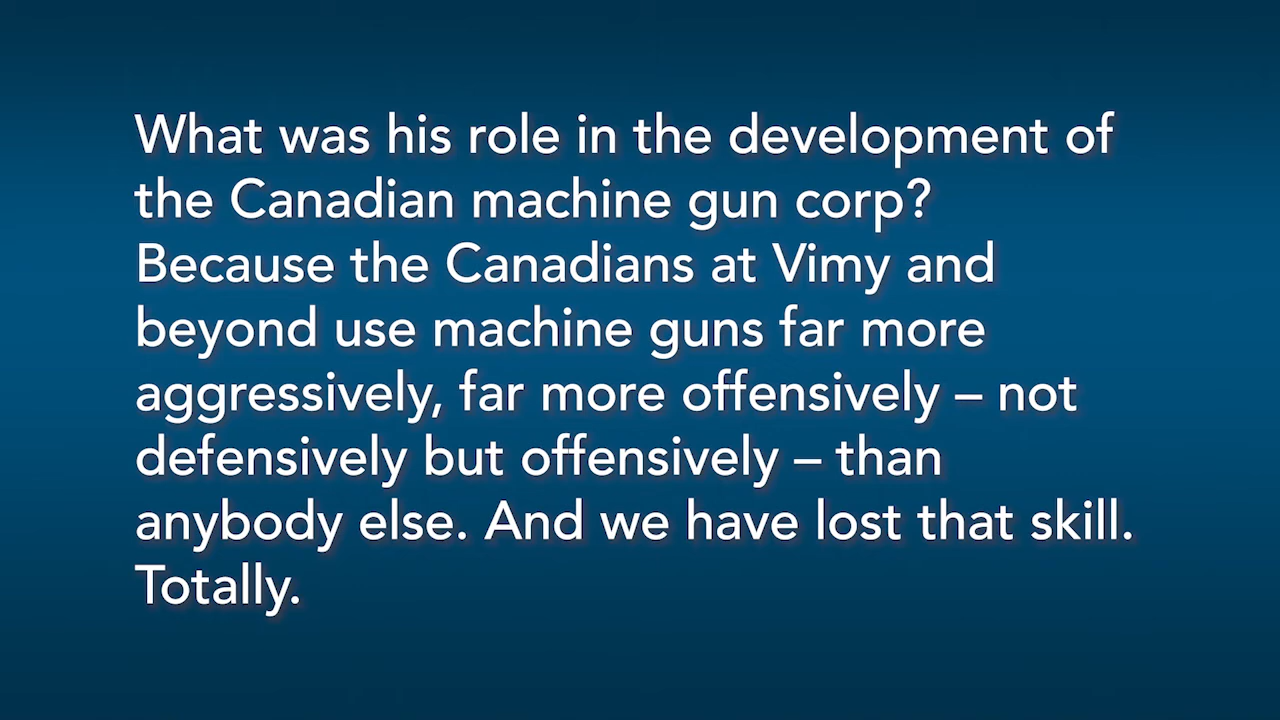 What was his role in the development of
the Canadian machine gun corp?
Because the Canadians at Vimy and
beyond use machine guns far more
aggressively, far more offensively – not
defensively but offensively – than
anybody else. And we have lost that skill.
Totally.